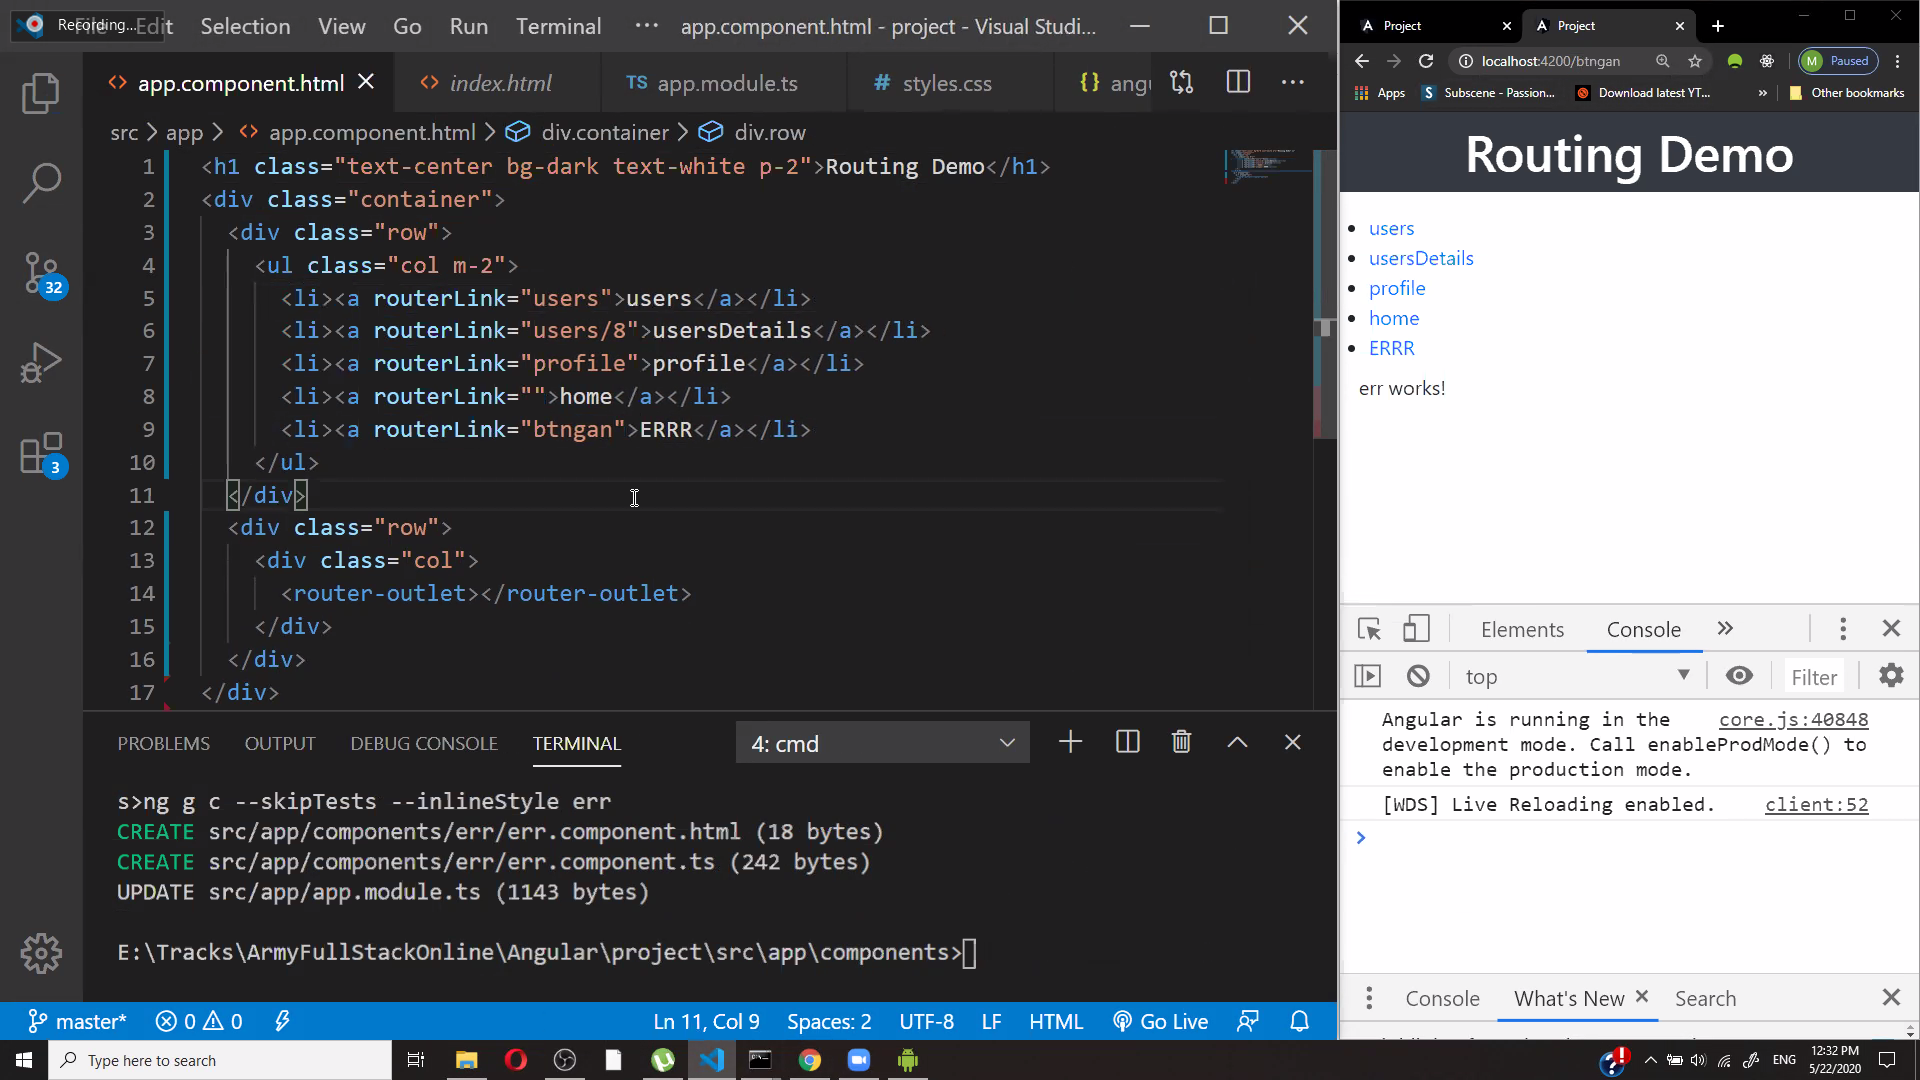 Recording...
Edit Selection View Go Run Terminal ··· app.component.html - project - Visual Studi...
app.component.html index.html TS app.module.ts # styles.css {} angu
src > app > app.component.html > div.container > div.row
1 <h1 class="text-center bg-dark text-white p-2">Routing Demo</h1>
2 <div class="container">
3 <div class="row">
4 <ul class="col m-2">
5 <li><a routerLink="users">users</a></li>
6 <li><a routerLink="users/8">usersDetails</a></li>
7 <li><a routerLink="profile">profile</a></li>
8 <li><a routerLink="">home</a></li>
9 <li><a routerLink="btngan">ERRR</a></li>
10 </ul>
11 </div>
12 <div class="row">
13 <div class="col">
14 <router-outlet></router-outlet>
15 </div>
16 </div>
17 </div>
PROBLEMS OUTPUT DEBUG CONSOLE TERMINAL 4: cmd
s>ng g c --skipTests --inlineStyle err
CREATE src/app/components/err/err.component.html (18 bytes)
CREATE src/app/components/err/err.component.ts (242 bytes)
UPDATE src/app/app.module.ts (1143 bytes)
E:\Tracks\ArmyFullStackOnline\Angular\project\src\app\components>
master* 0 0 Ln 11, Col 9 Spaces: 2 UTF-8 LF HTML Go Live
32
3
Project Project
localhost:4200/btngan M Paused
Apps Subscene - Passion... Download latest YT... » Other bookmarks
Routing Demo
users
usersDetails
profile
home
ERRR
err works!
Elements Console »
top Filter
Angular is running in the core.js:40848
development mode. Call enableProdMode() to
enable the production mode.
[WDS] Live Reloading enabled. client:52
Console What's New Search
Type here to search
ENG 12:32 PM
5/22/2020